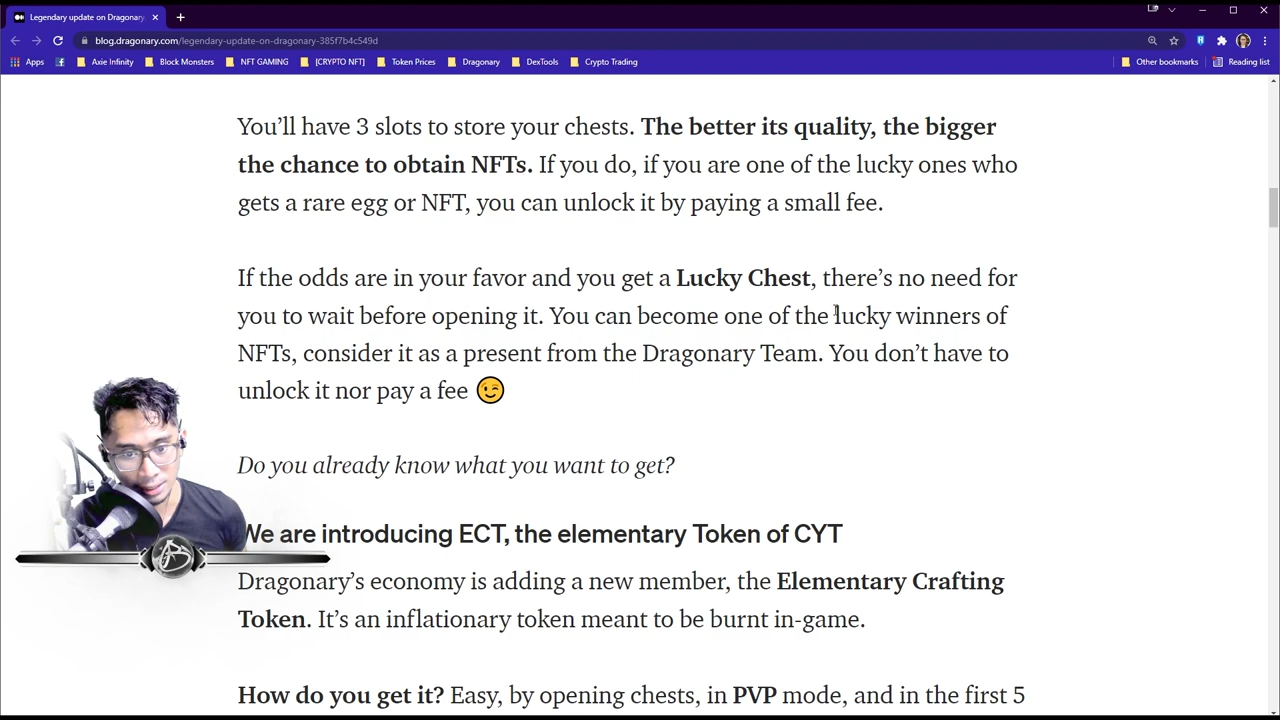 Legendary update on Dragonary
blog.dragonary.com/legendary-update-on-dragonary-385f7b4c549d
Apps
Axie Infinity
Block Monsters
NFT GAMING
[CRYPTO NFT]
Token Prices
Dragonary
DexTools
Crypto Trading
Other bookmarks
Reading list
You’ll have 3 slots to store your chests. The better its quality, the bigger
the chance to obtain NFTs. If you do, if you are one of the lucky ones who
gets a rare egg or NFT, you can unlock it by paying a small fee.
If the odds are in your favor and you get a Lucky Chest, there’s no need for
you to wait before opening it. You can become one of the lucky winners of
NFTs, consider it as a present from the Dragonary Team. You don’t have to
unlock it nor pay a fee 😉
Do you already know what you want to get?
We are introducing ECT, the elementary Token of CYT
Dragonary’s economy is adding a new member, the Elementary Crafting
Token. It’s an inflationary token meant to be burnt in-game.
How do you get it? Easy, by opening chests, in PVP mode, and in the first 5